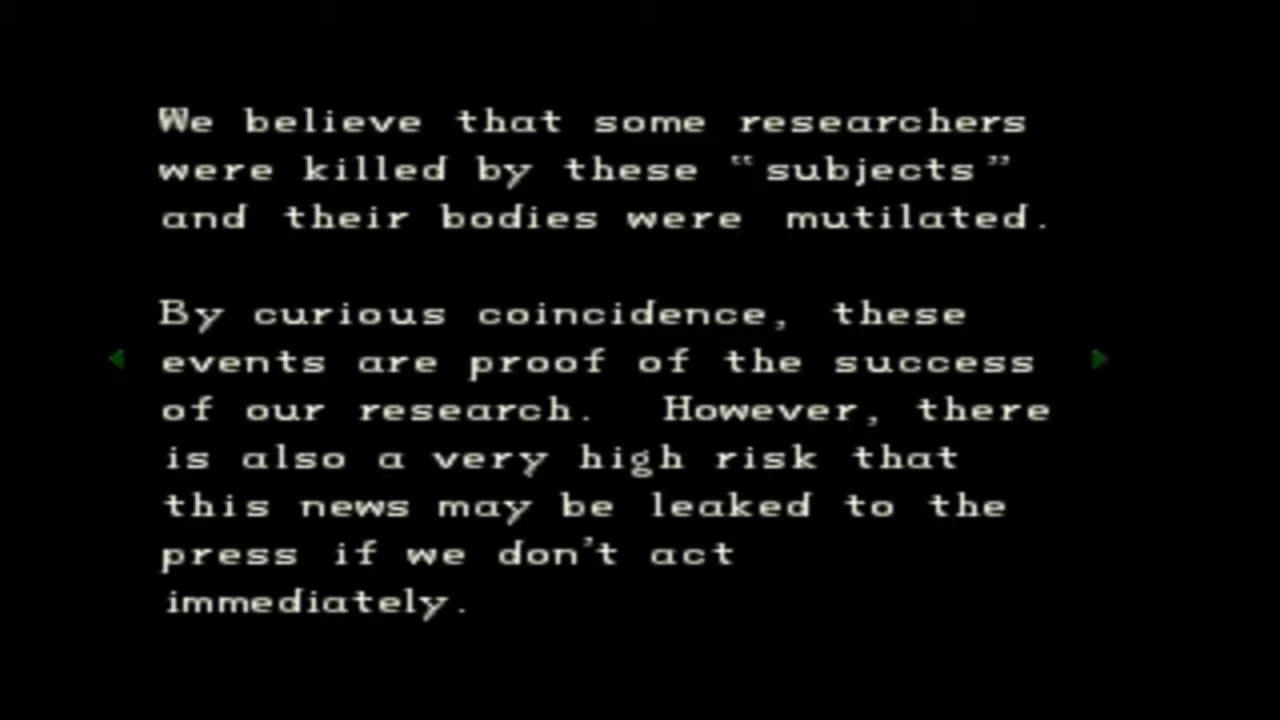 We believe that some researchers
were killed by these “subjects”
and their bodies were mutilated.
By curious coincidence, these
events are proof of the success
of our research. However, there
is also a very high risk that
this news may be leaked to the
press if we don’t act
immediately.